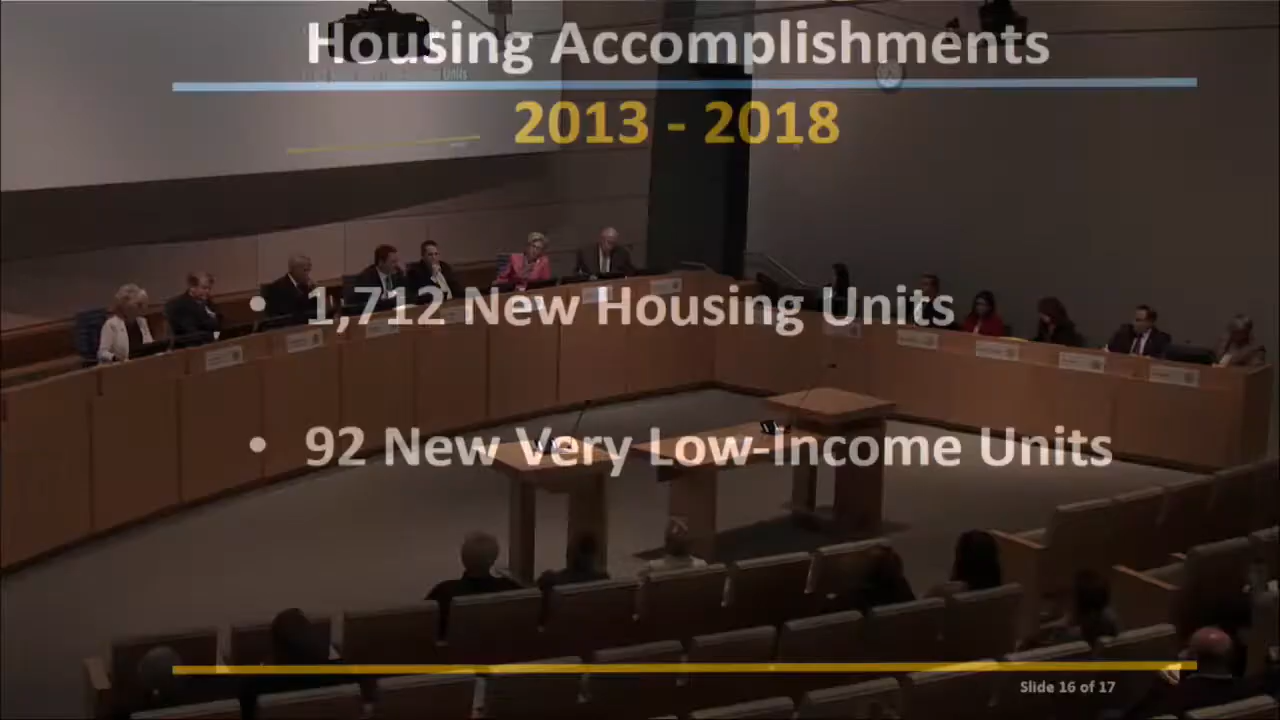 Housing Accomplishments
Units
2013 - 2018
• 1,712 New Housing Units
• 92 New Very Low-Income Units
Slide 16 of 17